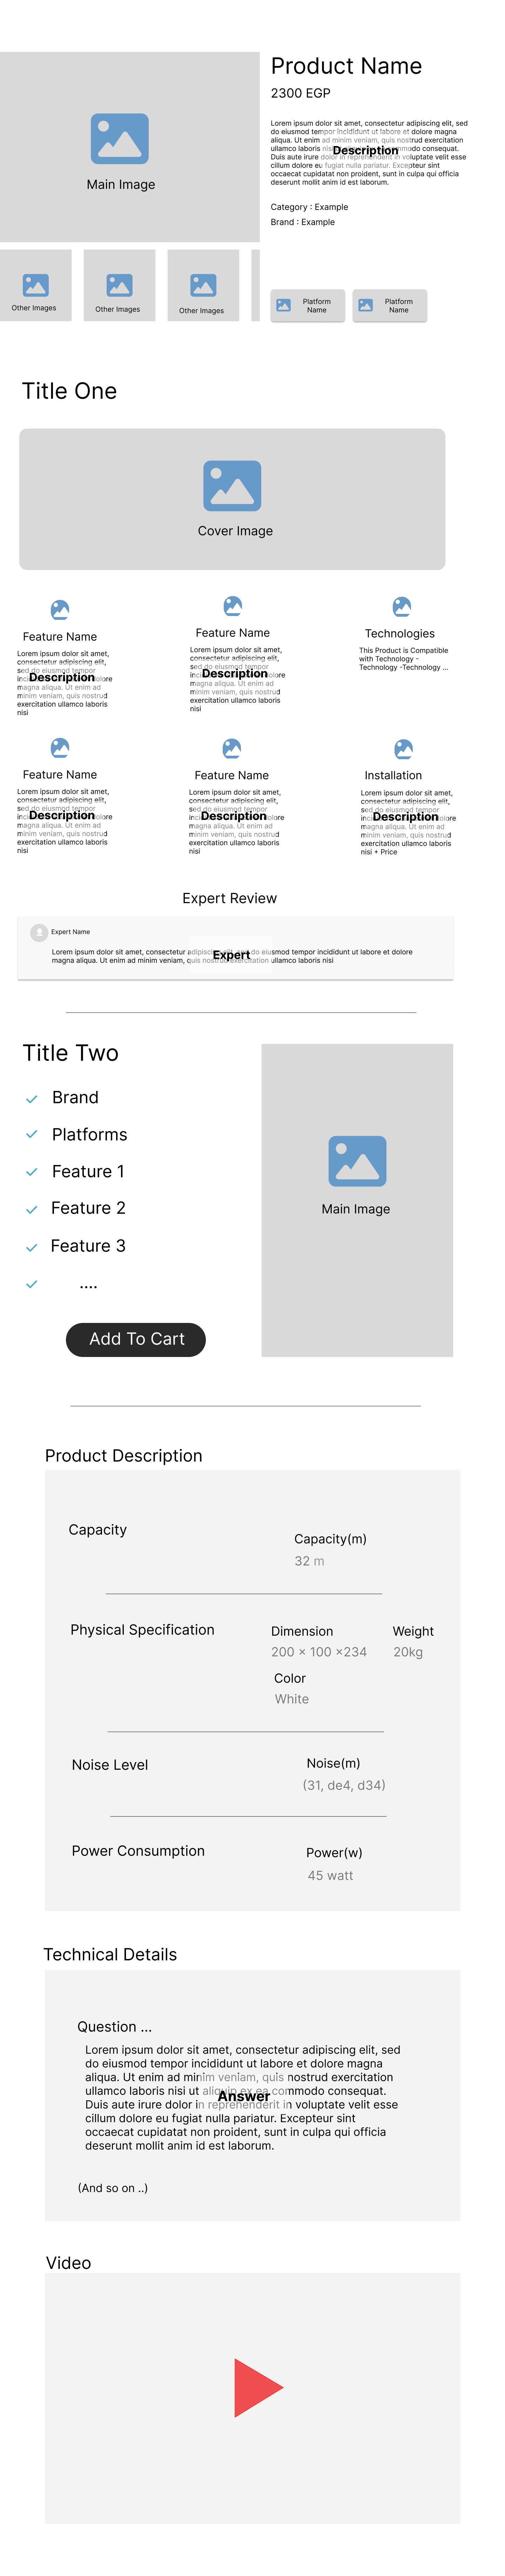 Product Name
2300 EGP
Lorem ipsum dolor sit amet, consectetur adipiscing elit, sed
do eiusmod tempor incididunt ut labore et dolore magna
aliqua. Ut enim ad minim veniam, quis nostrud exercitation
ullamco laboris nisi commodo consequat.
Description
Duis aute irure dolor in reprehenderit in voluptate velit esse
cillum dolore eu fugiat nulla pariatur. Excepteur sint
occaecat cupidatat non proident, sunt in culpa qui officia
deserunt mollit anim id est laborum.
Category : Example
Brand : Example
Main Image
Other Images
Other Images
Other Images
Platform
Name
Platform
Name
Title One
Cover Image
Feature Name
Lorem ipsum dolor sit amet,
consectetur adipiscing elit,
sed do eiusmod tempor
Description
magna aliqua. Ut enim ad
minim veniam, quis nostrud
exercitation ullamco laboris
nisi
Feature Name
Lorem ipsum dolor sit amet,
consectetur adipiscing elit,
sed do eiusmod tempor
Description
magna aliqua. Ut enim ad
minim veniam, quis nostrud
exercitation ullamco laboris
nisi
Technologies
This Product is Compatible
with Technology -
Technology -Technology ...
Feature Name
Lorem ipsum dolor sit amet,
consectetur adipiscing elit,
sed do eiusmod tempor
Description
magna aliqua. Ut enim ad
minim veniam, quis nostrud
exercitation ullamco laboris
nisi
Feature Name
Lorem ipsum dolor sit amet,
consectetur adipiscing elit,
sed do eiusmod tempor
Description
magna aliqua. Ut enim ad
minim veniam, quis nostrud
exercitation ullamco laboris
nisi
Installation
Lorem ipsum dolor sit amet,
consectetur adipiscing elit,
sed do eiusmod tempor
Description
magna aliqua. Ut enim ad
minim veniam, quis nostrud
exercitation ullamco laboris
nisi + Price
Expert Review
Expert Name
Lorem ipsum dolor sit amet, consectetur adipiscing elit, sed do eiusmod tempor incididunt ut labore et dolore
Expert
magna aliqua. Ut enim ad minim veniam, quis nostrud exercitation ullamco laboris nisi
Title Two
Brand
Platforms
Feature 1
Feature 2
Feature 3
....
Add To Cart
Main Image
Product Description
Capacity
Capacity(m)
32 m
Physical Specification
Dimension
Weight
200 × 100 ×234
20kg
Color
White
Noise Level
Noise(m)
(31, de4, d34)
Power Consumption
Power(w)
45 watt
Technical Details
Question ...
Lorem ipsum dolor sit amet, consectetur adipiscing elit, sed
do eiusmod tempor incididunt ut labore et dolore magna
aliqua. Ut enim ad minim veniam, quis nostrud exercitation
ullamco laboris nisi ut aliquip ex ea commodo consequat.
Answer
Duis aute irure dolor in reprehenderit in voluptate velit esse
cillum dolore eu fugiat nulla pariatur. Excepteur sint
occaecat cupidatat non proident, sunt in culpa qui officia
deserunt mollit anim id est laborum.
(And so on ..)
Video